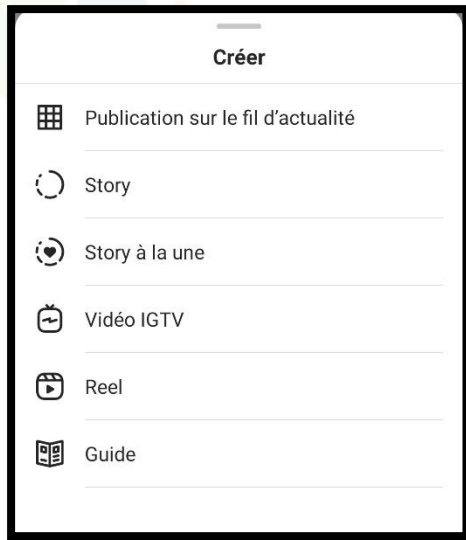 Créer
Publication sur le fil d’actualité
Story
Story à la une
Vidéo IGTV
Reel
Guide